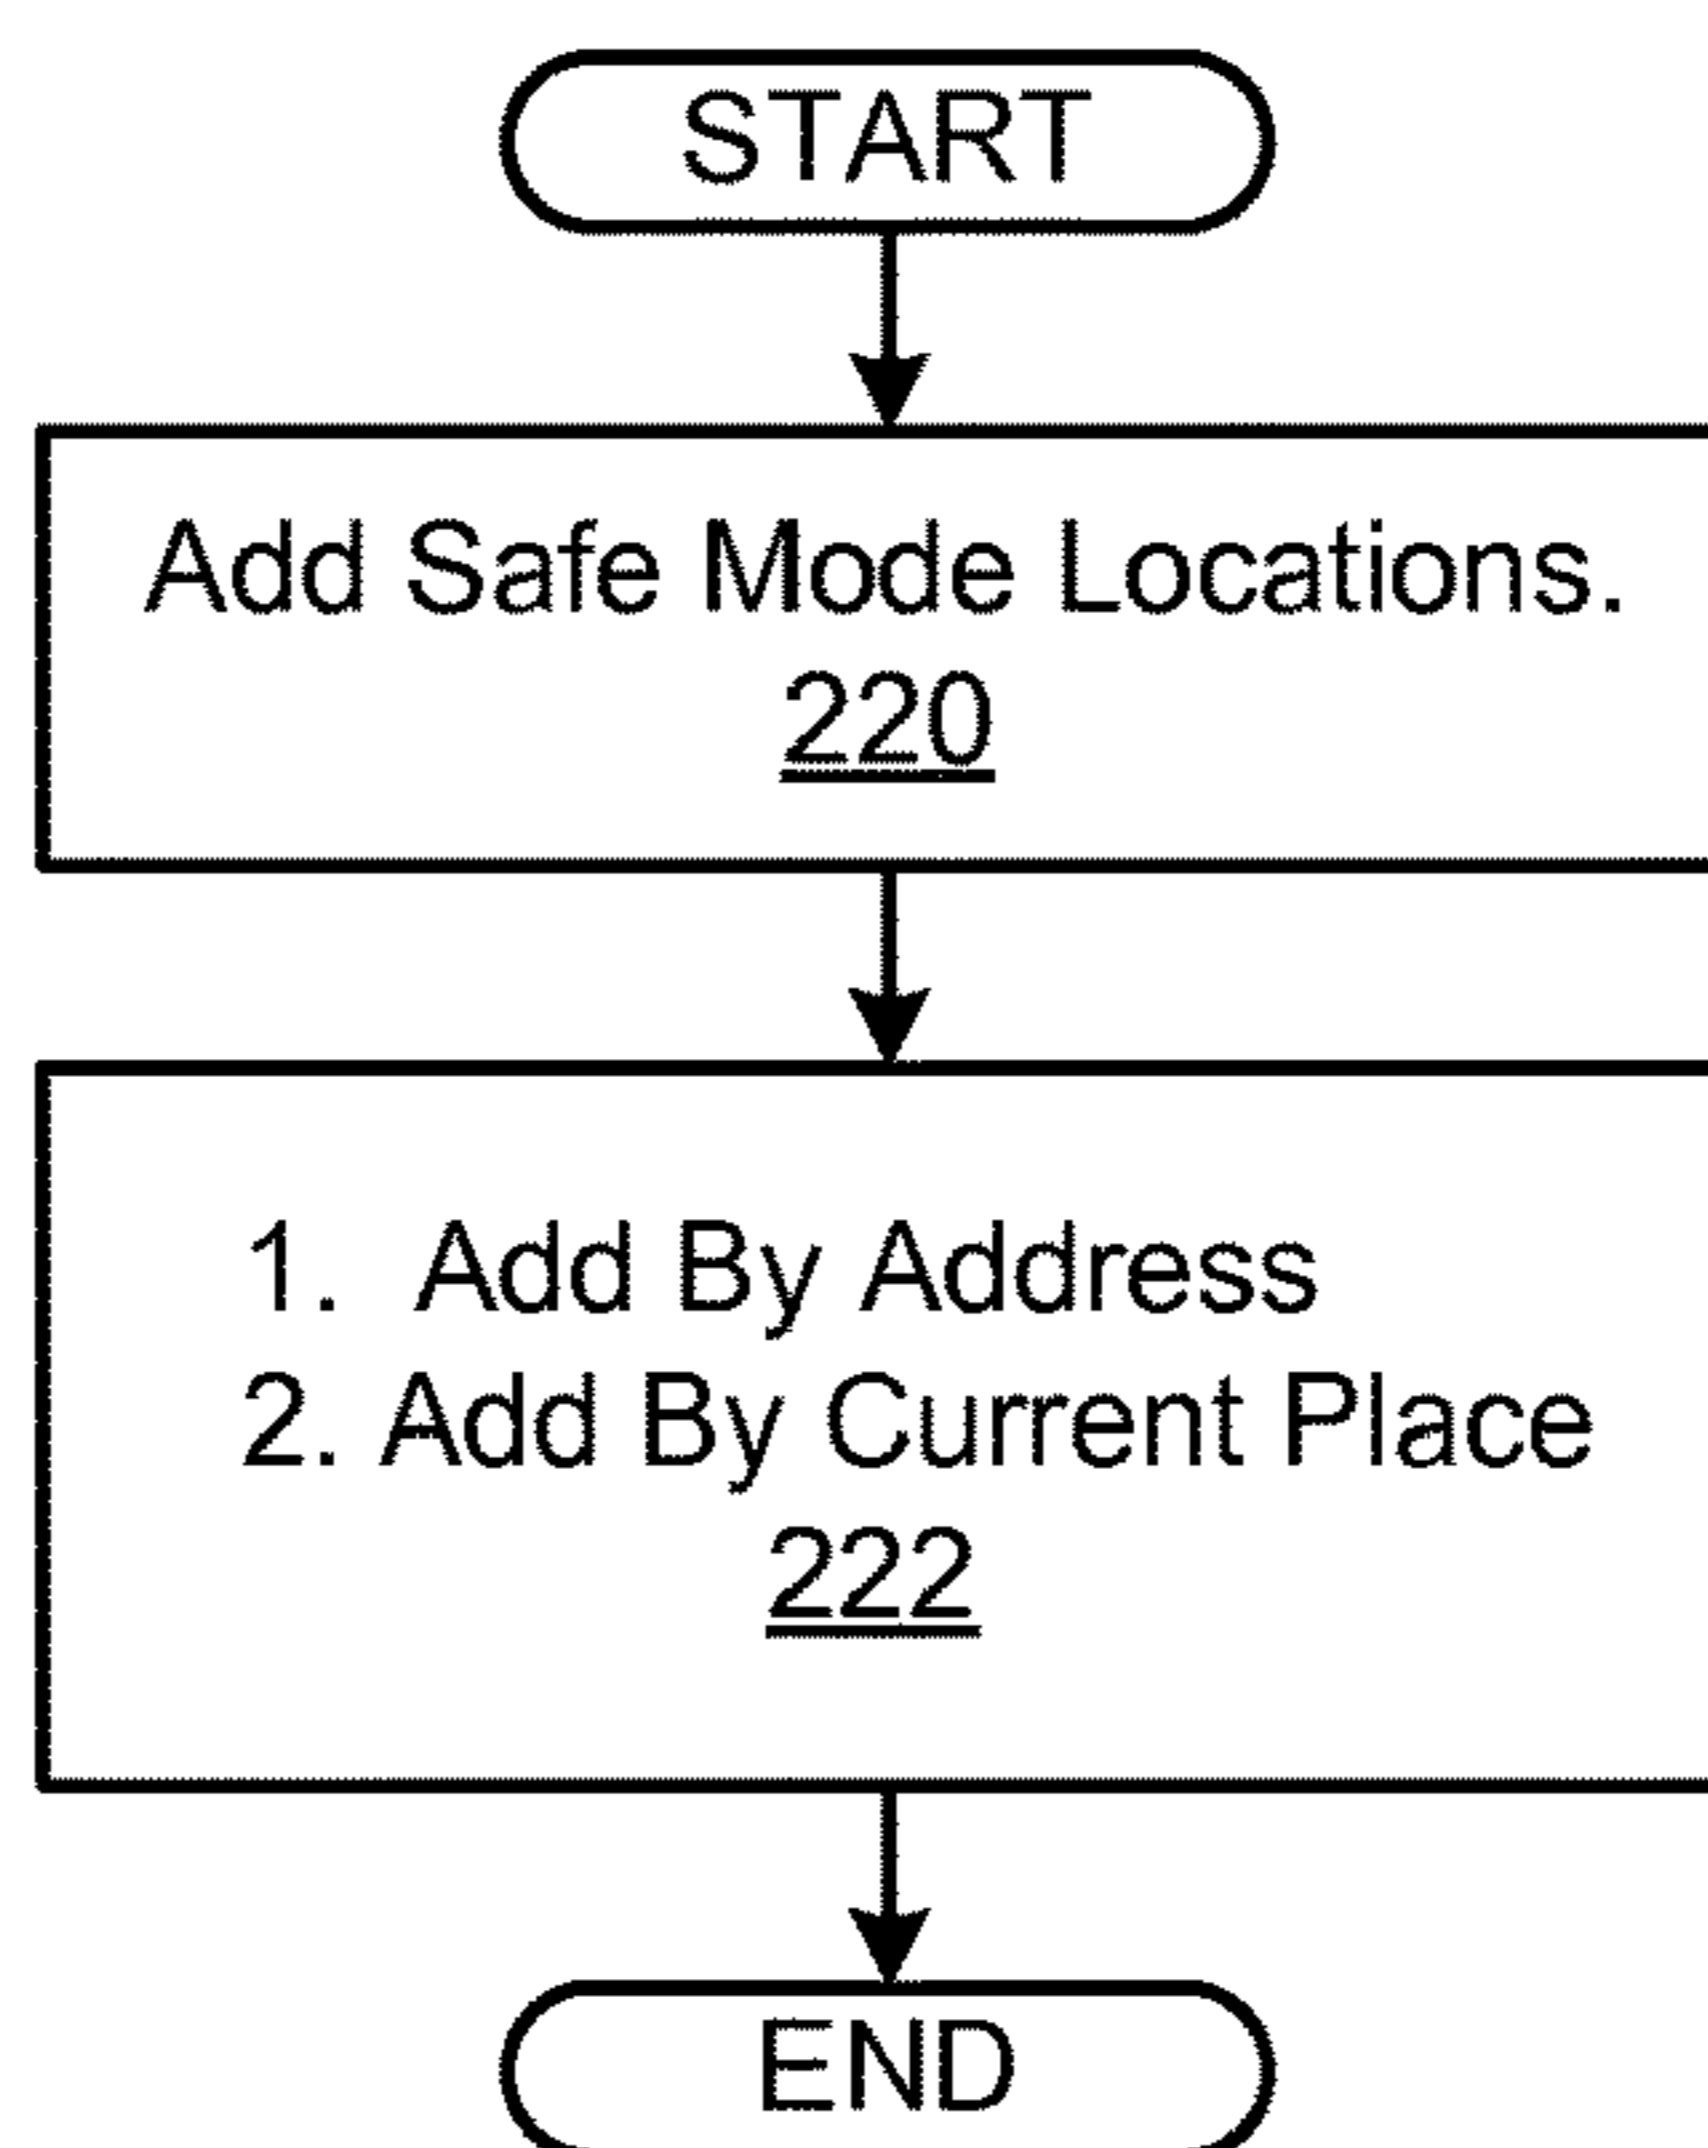 START
Add Safe Mode Locations.
220
1. Add By Address
2. Add By Current Place
222
END